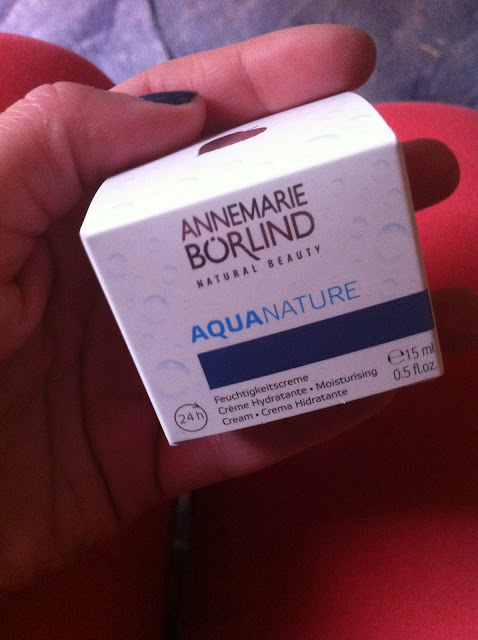 ANNEMARIE
BÖRLIND
NATURAL BEAUTY
AQUANATURE
24h
Feuchtigkeitscreme
Crème Hydratante • Moisturising
Cream • Crema Hidratante
℮15 ml
0.5 fl.oz.